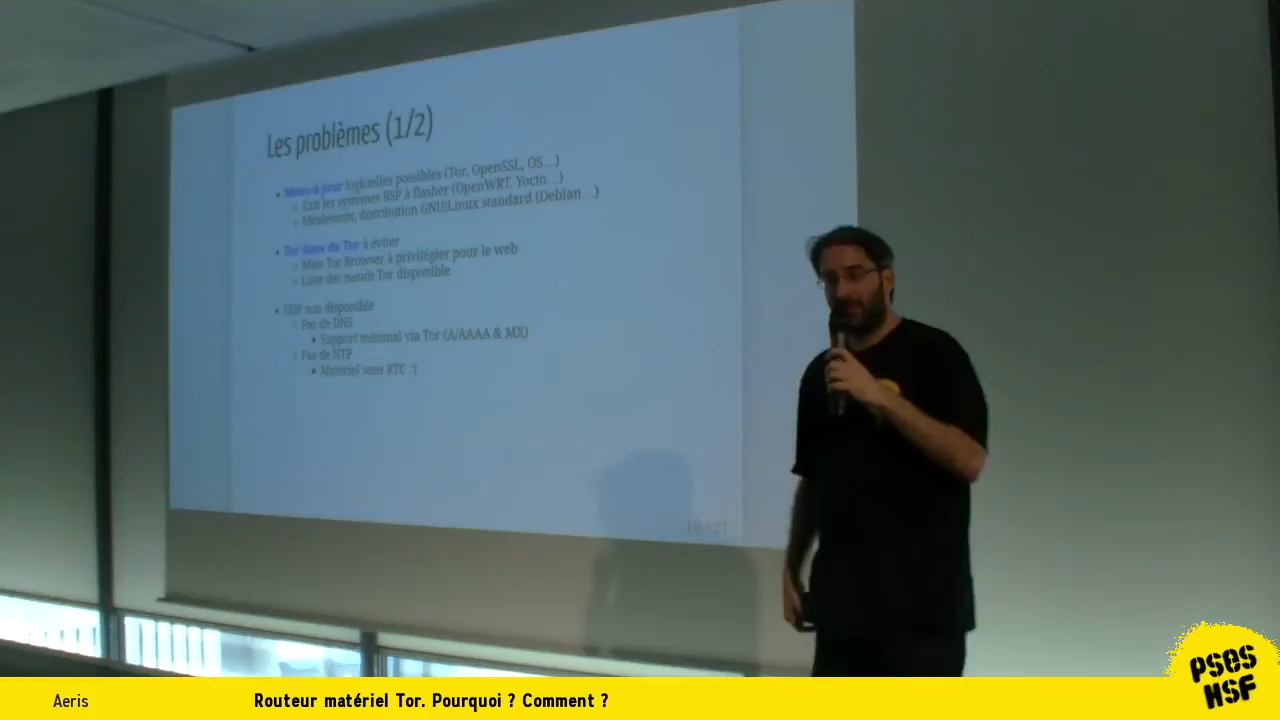 Les problèmes (1/2)
• Mises à jour logicielles possibles (Tor, OpenSSL, OS…)
◦ Exit les systèmes BSP à flasher (OpenWRT, Yocto…)
◦ Idéalement, distribution GNU/Linux standard (Debian…)
• Tor dans du Tor à éviter
◦ Mais Tor Browser à privilégier pour le web
◦ Liste des nœuds Tor disponible
• UDP non disponible
◦ Pas de DNS
▪ Support minimal via Tor (A/AAAA & MX)
◦ Pas de NTP
▪ Matériel sans RTC :'(
PSES
HSF
Aeris
Routeur matériel Tor. Pourquoi ? Comment ?